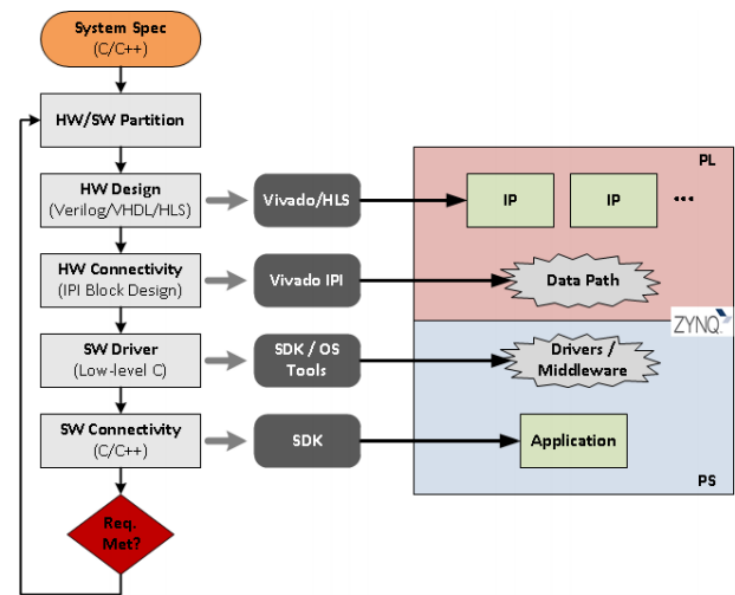 System Spec
(C/C++)
HW/SW Partition
HW Design
(Verilog/VHDL/HLS)
Vivado/HLS
IP
IP
...
PL
HW Connectivity
(IPI Block Design)
Vivado IPI
Data Path
ZYNQ
SW Driver
(Low-level C)
SDK / OS
Tools
Drivers /
Middleware
SW Connectivity
(C/C++)
SDK
Application
PS
Req.
Met?